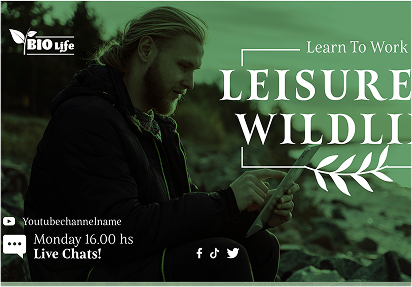 BIO Life
Learn To Work
LEISURE
WILDLI
Youtubechannelname
Monday 16.00 hs
Live Chats!